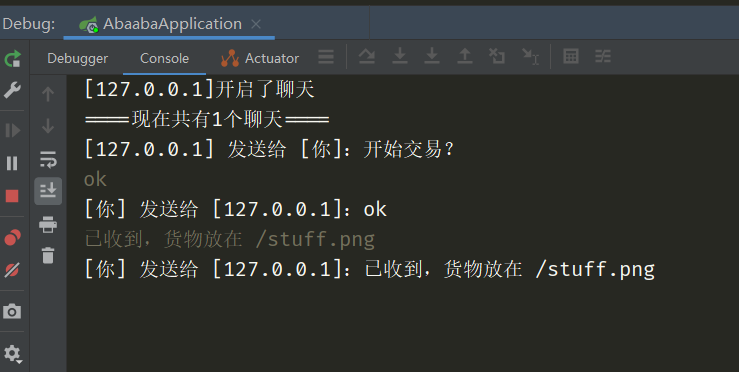 Debug: AbaabaApplication
Debugger Console Actuator
[127.0.0.1]开启了聊天
====现在共有1个聊天====
[127.0.0.1] 发送给 [你]：开始交易？
ok
[你] 发送给 [127.0.0.1]：ok
已收到，货物放在 /stuff.png
[你] 发送给 [127.0.0.1]：已收到，货物放在 /stuff.png